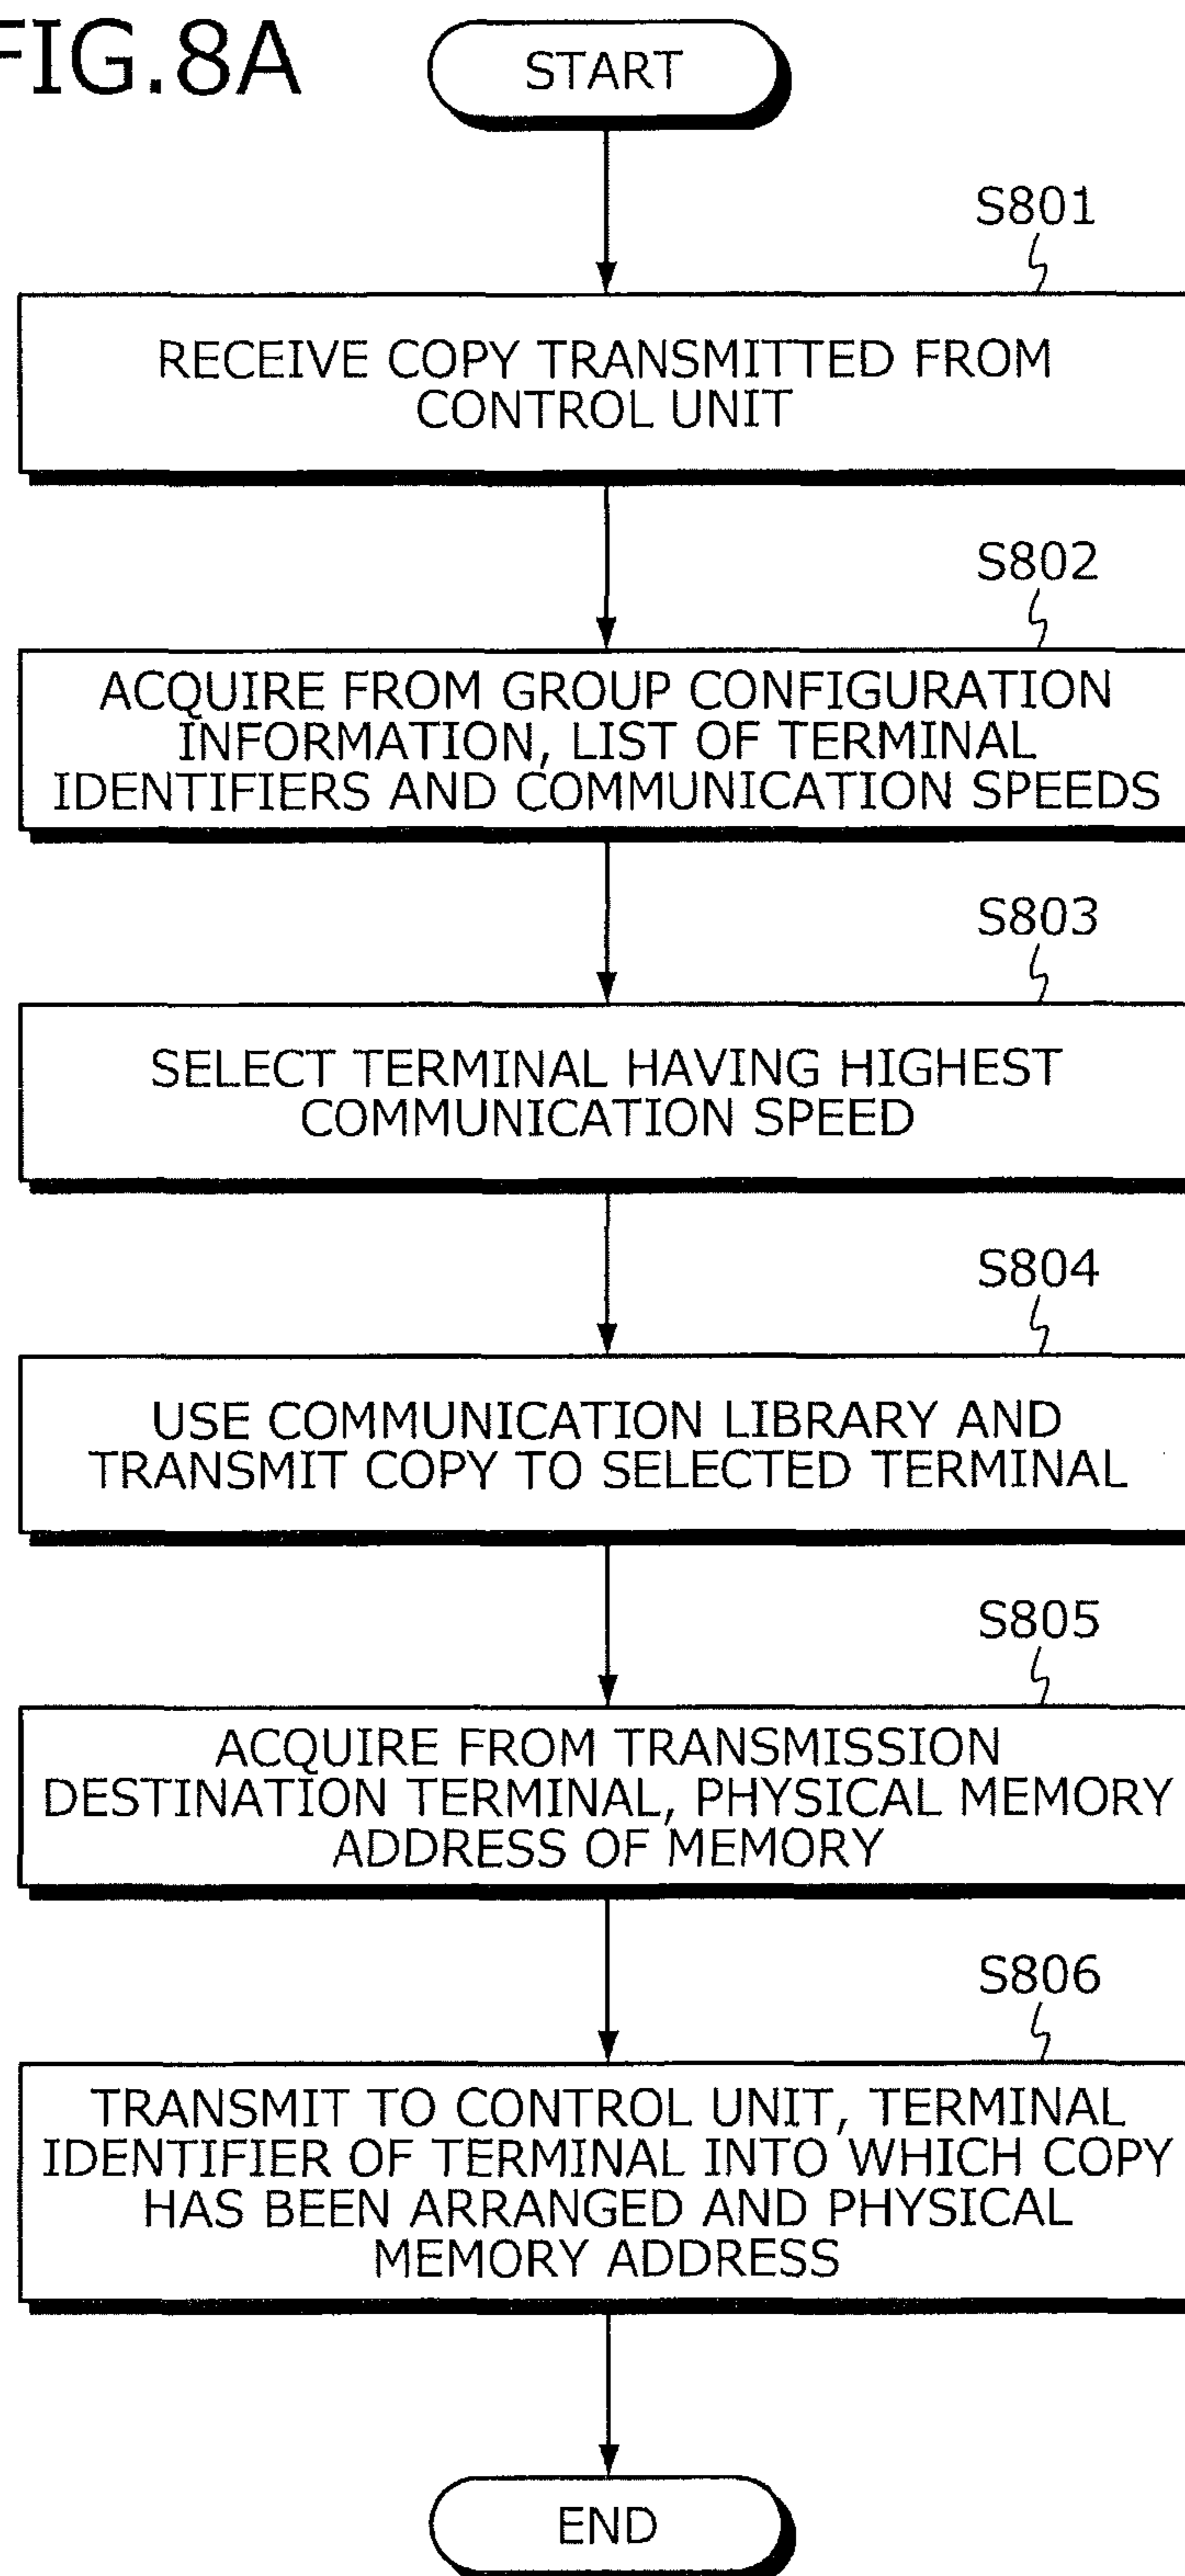 FIG.8A
START
S801
RECEIVE COPY TRANSMITTED FROM
CONTROL UNIT
S802
ACQUIRE FROM GROUP CONFIGURATION
INFORMATION, LIST OF TERMINAL
IDENTIFIERS AND COMMUNICATION SPEEDS
S803
SELECT TERMINAL HAVING HIGHEST
COMMUNICATION SPEED
S804
USE COMMUNICATION LIBRARY AND
TRANSMIT COPY TO SELECTED TERMINAL
S805
ACQUIRE FROM TRANSMISSION
DESTINATION TERMINAL, PHYSICAL MEMORY
ADDRESS OF MEMORY
S806
TRANSMIT TO CONTROL UNIT, TERMINAL
IDENTIFIER OF TERMINAL INTO WHICH COPY
HAS BEEN ARRANGED AND PHYSICAL
MEMORY ADDRESS
END